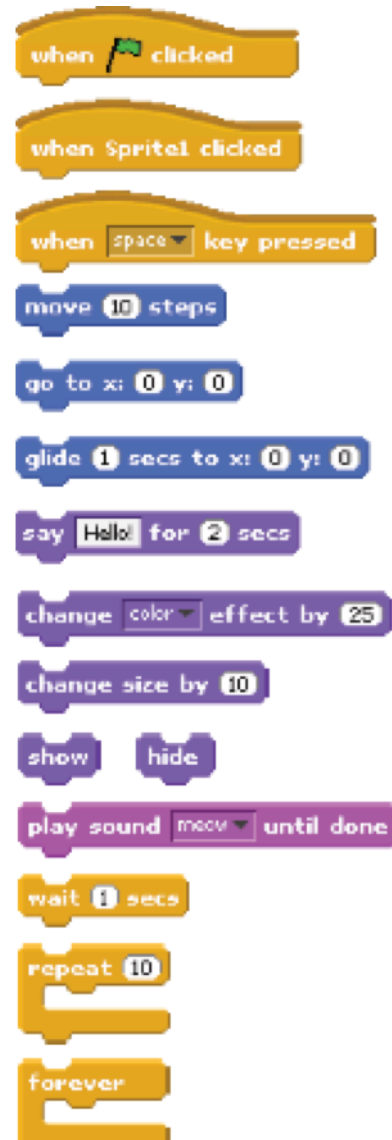 when clicked
when Sprite1 clicked
when space key pressed
move 10 steps
go to x: 0 y: 0
glide 1 secs to x: 0 y: 0
say Hello! for 2 secs
change color effect by 25
change size by 10
show hide
play sound meow until done
wait 1 secs
repeat 10
forever